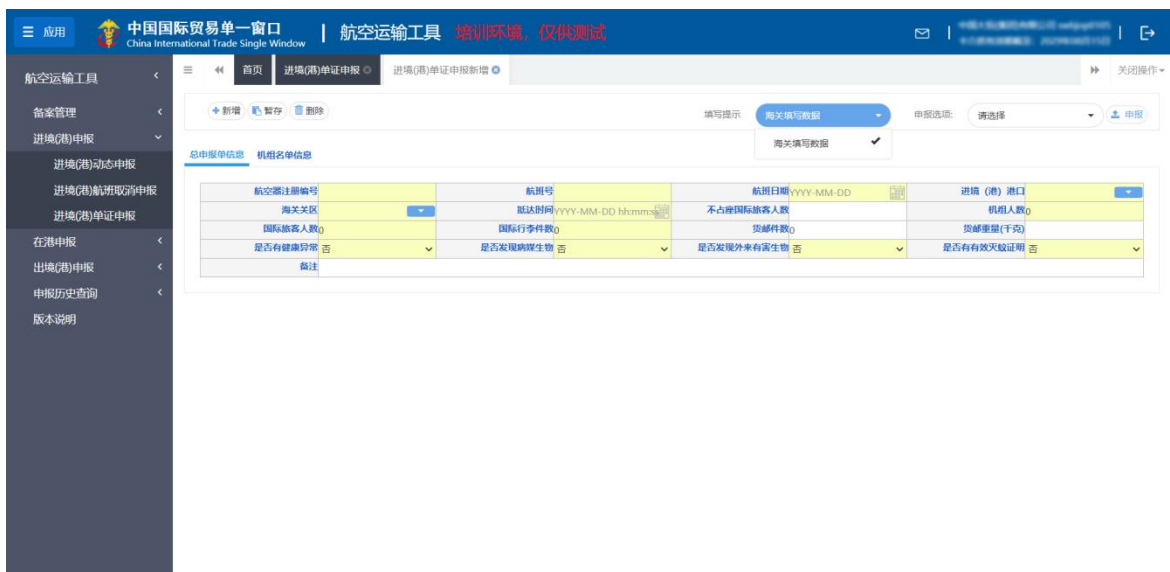 应用
中国国际贸易单一窗口
China International Trade Single Window
航空运输工具 培训环境，仅供测试
航空运输工具
备案管理
进境(港)申报
进境(港)动态申报
进境(港)航班取消申报
进境(港)单证申报
在港申报
出境(港)申报
申报历史查询
版本说明
首页 进境(港)单证申报 进境(港)单证申报新增 关闭操作
新增 暂存 删除 填写提示 海关填写数据 申报选项: 请选择 申报
海关填写数据
总申报单信息 机组名单信息
航空器注册编号 航班号 航班日期 YYYY-MM-DD 进境（港）港口
海关关区 抵达时间 YYYY-MM-DD hh:mm:ss 不占座国际旅客人数 机组人数 0
国际旅客人数 0 国际行李件数 0 货邮件数 0 货邮重量(千克)
是否有健康异常 否 是否发现病媒生物 否 是否发现外来有害生物 否 是否有有效灭蚊证明 否
备注